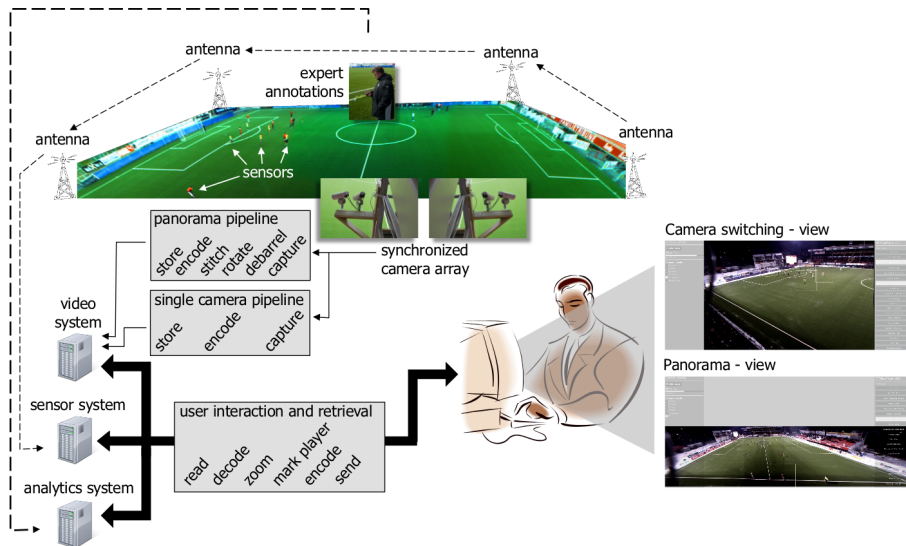 antenna
antenna
expert
annotations
antenna
antenna
sensors
panorama pipeline
store
encode
stitch
rotate
debarrel
capture
synchronized
camera array
Camera switching - view
video
system
single camera pipeline
store
encode
capture
Panorama - view
sensor system
user interaction and retrieval
read
decode
zoom
mark player
encode
send
analytics system